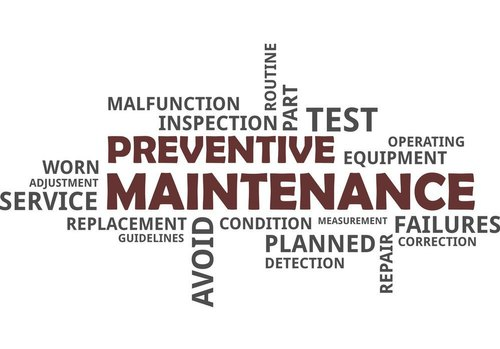 ROUTINE
MALFUNCTION
PART
INSPECTION
TEST
PREVENTIVE
OPERATING
EQUIPMENT
WORN
ADJUSTMENT
MAINTENANCE
SERVICE
REPLACEMENT
AVOID
CONDITION
MEASUREMENT
FAILURES
GUIDELINES
PLANNED
REPAIR
CORRECTION
DETECTION